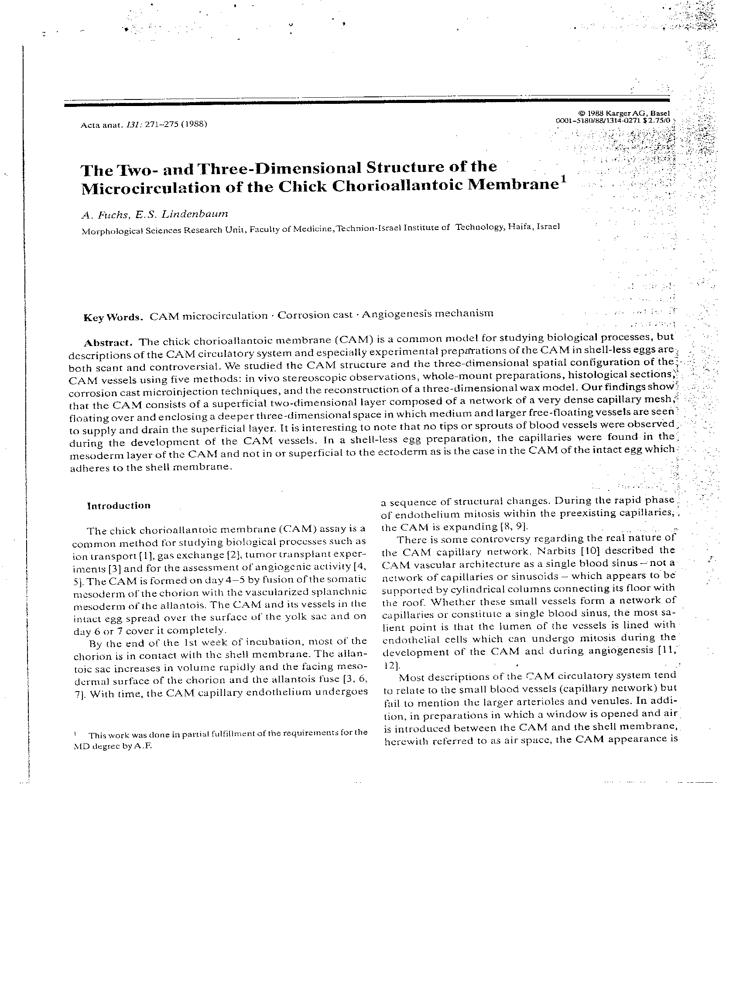 © 1988 Karger AG, Basel
Acta anat. 131: 271–275 (1988)
0001–5180/88/1314–0271 $ 2.75/0
The Two- and Three-Dimensional Structure of the
Microcirculation of the Chick Chorioallantoic Membrane¹
A. Fuchs, E.S. Lindenbaum
Morphological Sciences Research Unit, Faculty of Medicine, Technion-Israel Institute of Technology, Haifa, Israel
Key Words. CAM microcirculation · Corrosion cast · Angiogenesis mechanism
Abstract. The chick chorioallantoic membrane (CAM) is a common model for studying biological processes, but
descriptions of the CAM circulatory system and especially experimental preparations of the CAM in shell-less eggs are
both scant and controversial. We studied the CAM structure and the three-dimensional spatial configuration of the
CAM vessels using five methods: in vivo stereoscopic observations, whole-mount preparations, histological sections,
corrosion cast microinjection techniques, and the reconstruction of a three-dimensional wax model. Our findings show
that the CAM consists of a superficial two-dimensional layer composed of a network of a very dense capillary mesh,
floating over and enclosing a deeper three-dimensional space in which medium and larger free-floating vessels are seen
to supply and drain the superficial layer. It is interesting to note that no tips or sprouts of blood vessels were observed
during the development of the CAM vessels. In a shell-less egg preparation, the capillaries were found in the
mesoderm layer of the CAM and not in or superficial to the ectoderm as is the case in the CAM of the intact egg which
adheres to the shell membrane.
Introduction
The chick chorioallantoic membrane (CAM) assay is a
common method for studying biological processes such as
ion transport [1], gas exchange [2], tumor transplant exper-
iments [3] and for the assessment of angiogenic activity [4,
5]. The CAM is formed on day 4–5 by fusion of the somatic
mesoderm of the chorion with the vascularized splanchnic
mesoderm of the allantois. The CAM and its vessels in the
intact egg spread over the surface of the yolk sac and on
day 6 or 7 cover it completely.
By the end of the 1st week of incubation, most of the
chorion is in contact with the shell membrane. The allan-
toic sac increases in volume rapidly and the facing meso-
dermal surface of the chorion and the allantois fuse [3, 6,
7]. With time, the CAM capillary endothelium undergoes
¹ This work was done in partial fulfillment of the requirements for the
MD degree by A.F.
a sequence of structural changes. During the rapid phase
of endothelium mitosis within the preexisting capillaries,
the CAM is expanding [8, 9].
There is some controversy regarding the real nature of
the CAM capillary network. Narbits [10] described the
CAM vascular architecture as a single blood sinus – not a
network of capillaries or sinusoids – which appears to be
supported by cylindrical columns connecting its floor with
the roof. Whether these small vessels form a network of
capillaries or constitute a single blood sinus, the most sa-
lient point is that the lumen of the vessels is lined with
endothelial cells which can undergo mitosis during the
development of the CAM and during angiogenesis [11,
12].
Most descriptions of the CAM circulatory system tend
to relate to the small blood vessels (capillary network) but
fail to mention the larger arterioles and venules. In addi-
tion, in preparations in which a window is opened and air
is introduced between the CAM and the shell membrane,
herewith referred to as air space, the CAM appearance is